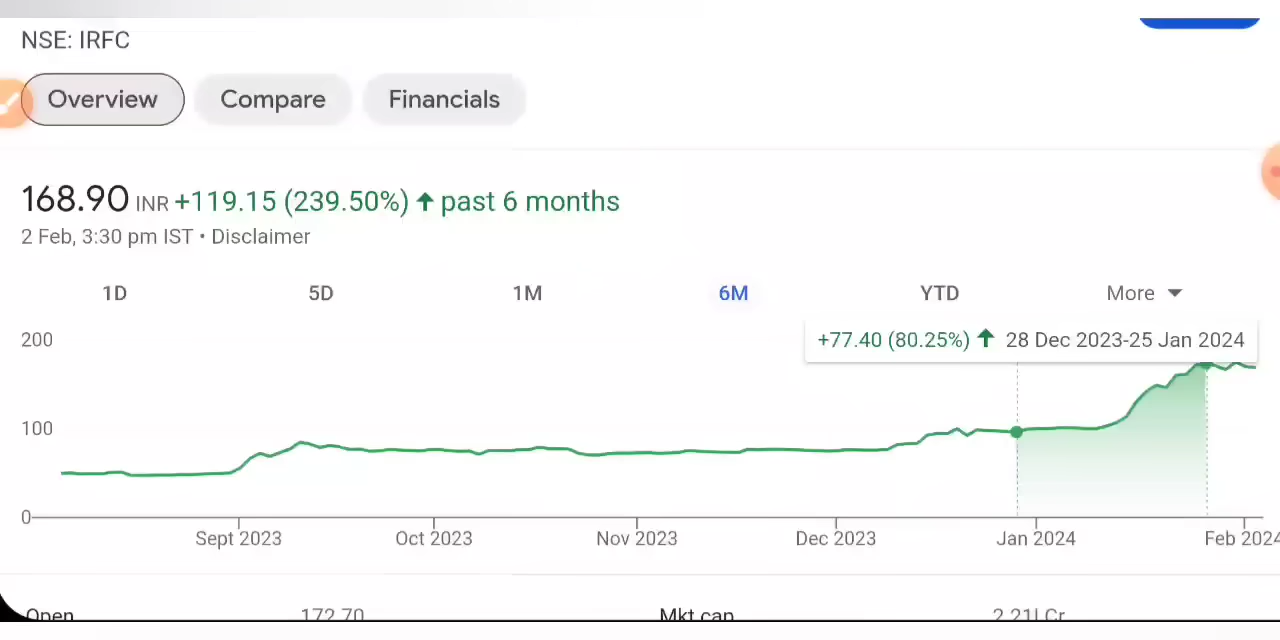 NSE: IRFC
Overview Compare Financials
168.90 INR +119.15 (239.50%) ↑ past 6 months
2 Feb, 3:30 pm IST • Disclaimer
1D 5D 1M 6M YTD More
+77.40 (80.25%) ↑ 28 Dec 2023-25 Jan 2024
200
100
0
Sept 2023 Oct 2023 Nov 2023 Dec 2023 Jan 2024 Feb 2024
Open 172.70 Mkt cap 2.21L Cr